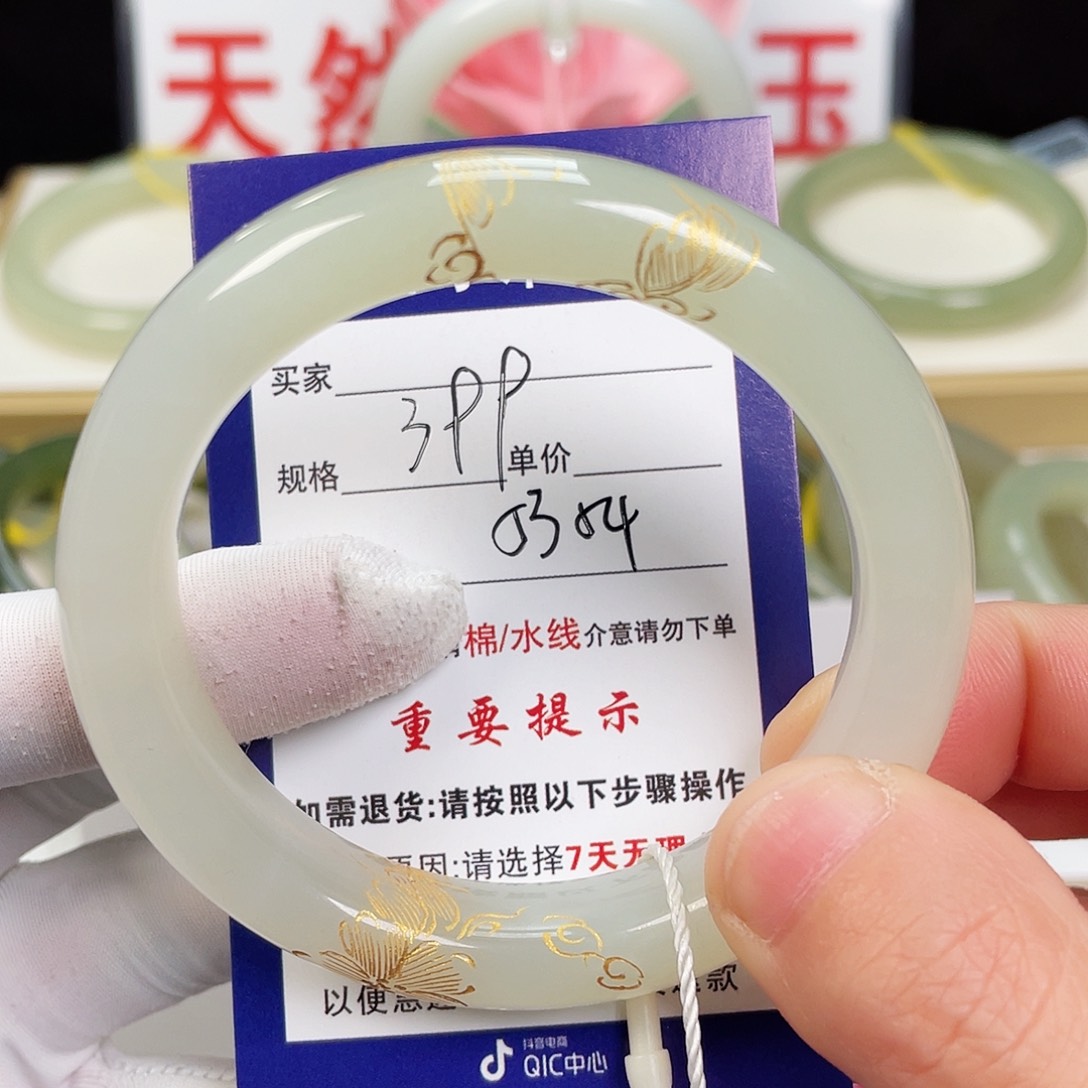 天然 玉
买家
3PP
规格 单价
0304
棉/水线介意请勿下单
重要提示
如需退货:请按照以下步骤操作
原因:请选择7天无理
以便 款
抖音电商
QIC中心